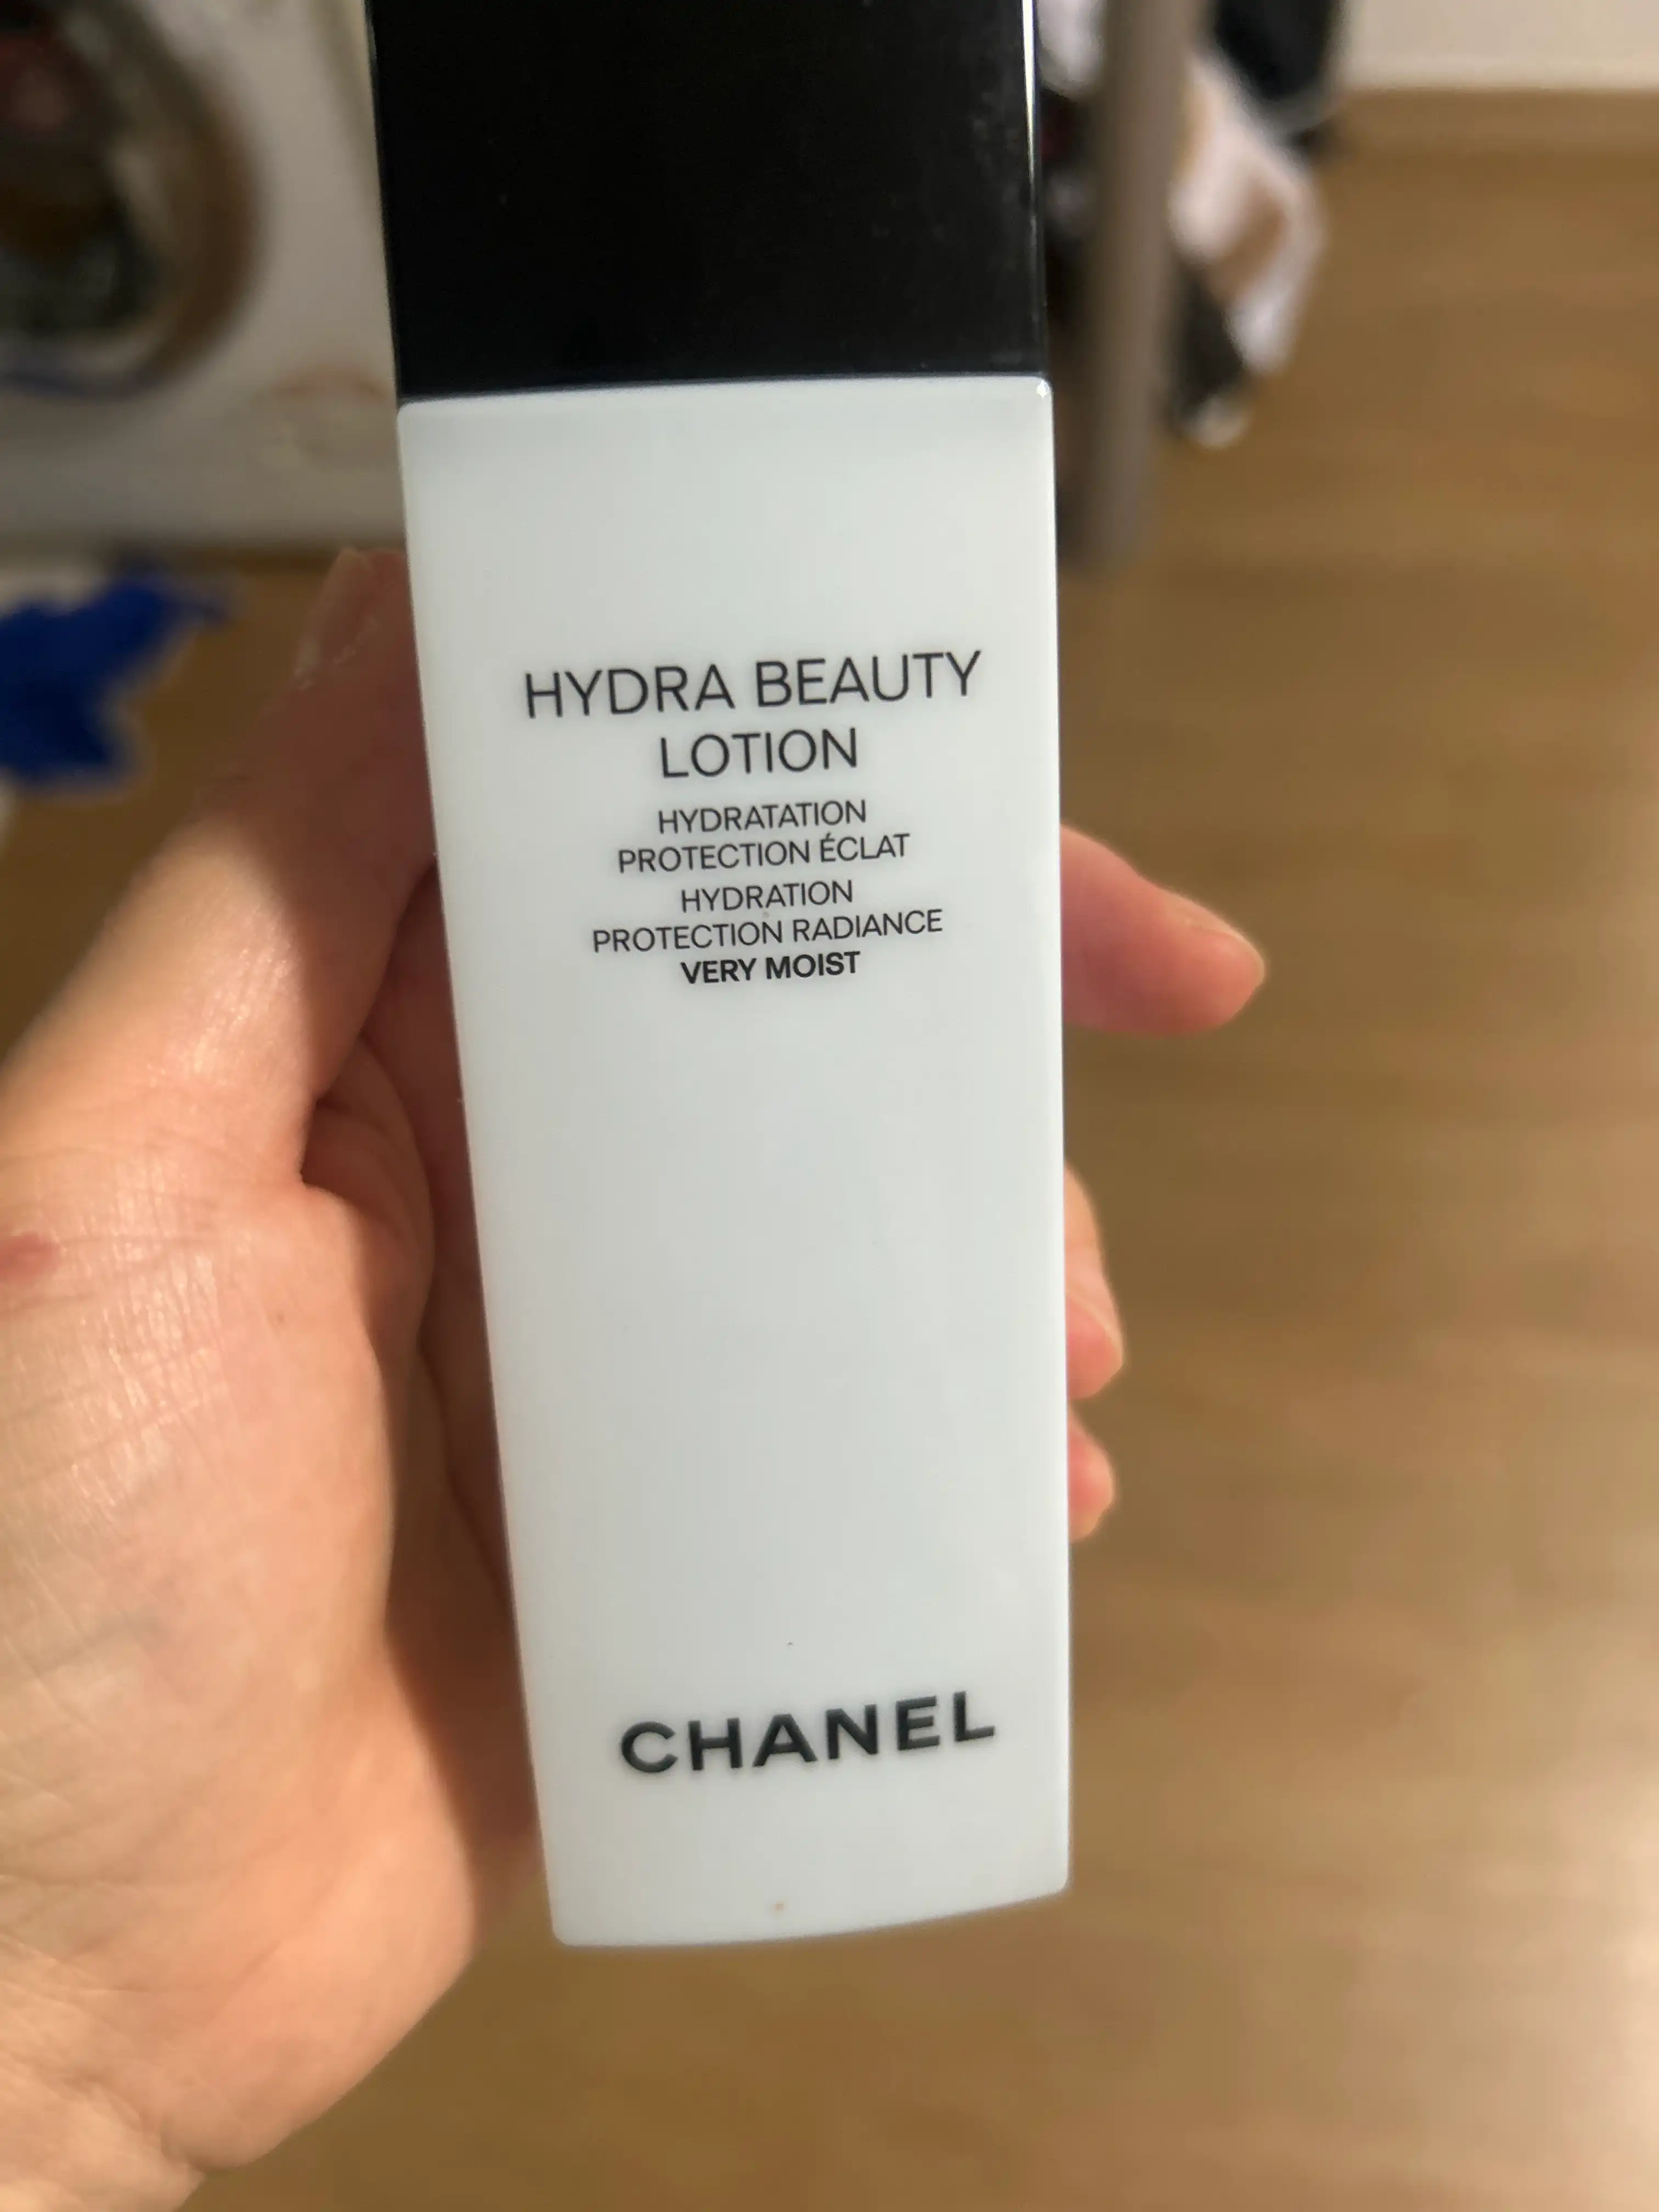 HYDRA BEAUTY
LOTION
HYDRATATION
PROTECTION ÉCLAT
HYDRATION
PROTECTION RADIANCE
VERY MOIST
CHANEL